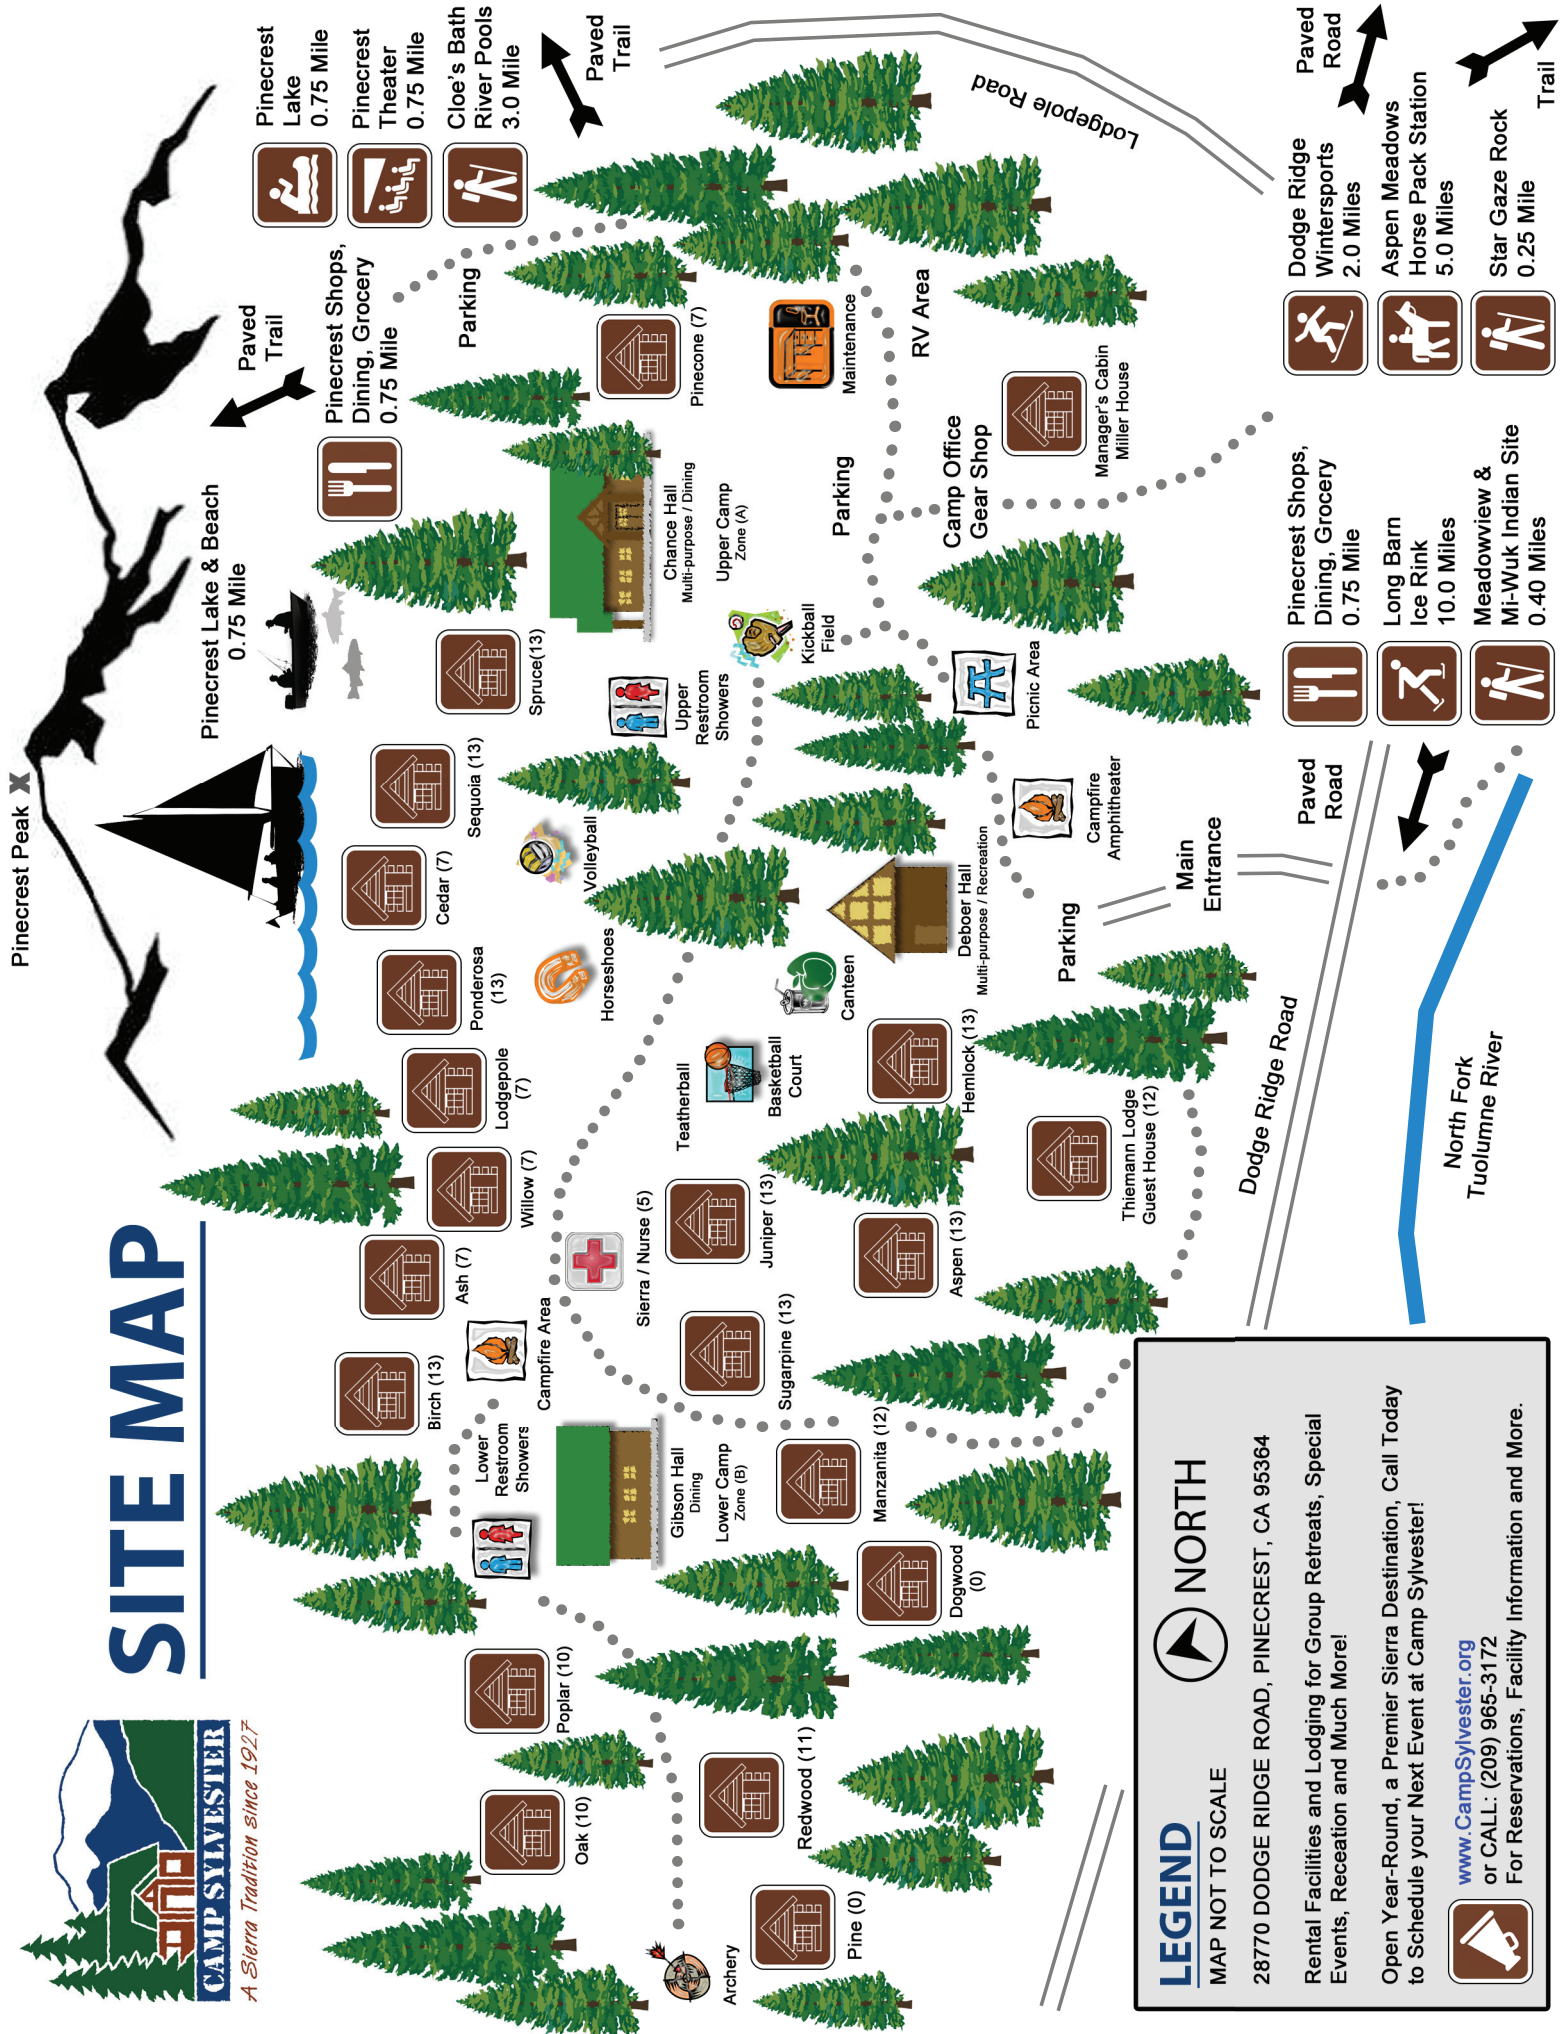 CAMP SYLVESTER
A Sierra Tradition since 1927
SITE MAP
Pinecrest Peak X
Pinecrest Lake & Beach
0.75 Mile
Paved
Trail
Pinecrest Shops,
Dining, Grocery
0.75 Mile
Pinecrest
Lake
0.75 Mile
Pinecrest
Theater
0.75 Mile
Cloe's Bath
River Pools
3.0 Mile
Paved
Trail
Parking
Lodgepole Road
Birch (13)
Ash (7)
Willow (7)
Lodgepole
(7)
Ponderosa
(13)
Cedar (7)
Sequoia (13)
Spruce(13)
Pinecone (7)
Lower
Restroom
Showers
Campfire Area
Horseshoes
Volleyball
Upper
Restroom
Showers
Chance Hall
Multi-purpose / Dining
Upper Camp
Zone (A)
Maintenance
RV Area
Poplar (10)
Oak (10)
Gibson Hall
Dining
Lower Camp
Zone (B)
Sierra / Nurse (5)
Juniper (13)
Sugarpine (13)
Teatherball
Basketball
Court
Canteen
Kickball
Field
Parking
Camp Office
Gear Shop
Manager's Cabin
Miller House
Archery
Redwood (11)
Pine (0)
Manzanita (12)
Dogwood
(0)
Aspen (13)
Hemlock (13)
Deboer Hall
Multi-purpose / Recreation
Picnic Area
Campfire
Amphitheater
Parking
Main
Entrance
Thiemann Lodge
Guest House (12)
Dodge Ridge Road
Paved
Road
North Fork
Tuolumne River
Pinecrest Shops,
Dining, Grocery
0.75 Mile
Long Barn
Ice Rink
10.0 Miles
Meadowview &
Mi-Wuk Indian Site
0.40 Miles
Dodge Ridge
Wintersports
2.0 Miles
Aspen Meadows
Horse Pack Station
5.0 Miles
Star Gaze Rock
0.25 Mile
Paved
Road
Trail
LEGEND
NORTH
MAP NOT TO SCALE
28770 DODGE RIDGE ROAD, PINECREST, CA 95364
Rental Facilities and Lodging for Group Retreats, Special
Events, Recreation and Much More!
Open Year-Round, a Premier Sierra Destination, Call Today
to Schedule your Next Event at Camp Sylvester!
www.CampSylvester.org
or CALL: (209) 965-3172
For Reservations, Facility Information and More.